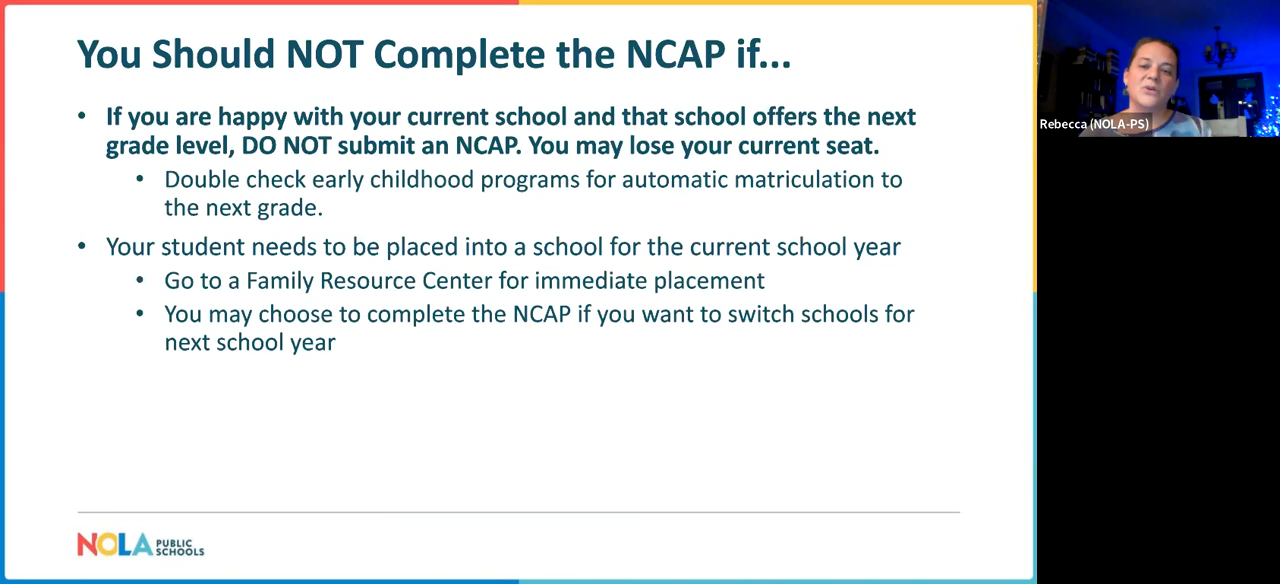 You Should NOT Complete the NCAP if...
• If you are happy with your current school and that school offers the next
grade level, DO NOT submit an NCAP. You may lose your current seat.
• Double check early childhood programs for automatic matriculation to
the next grade.
• Your student needs to be placed into a school for the current school year
• Go to a Family Resource Center for immediate placement
• You may choose to complete the NCAP if you want to switch schools for
next school year
NOLA PUBLIC
SCHOOLS
Rebecca (NOLA-PS)